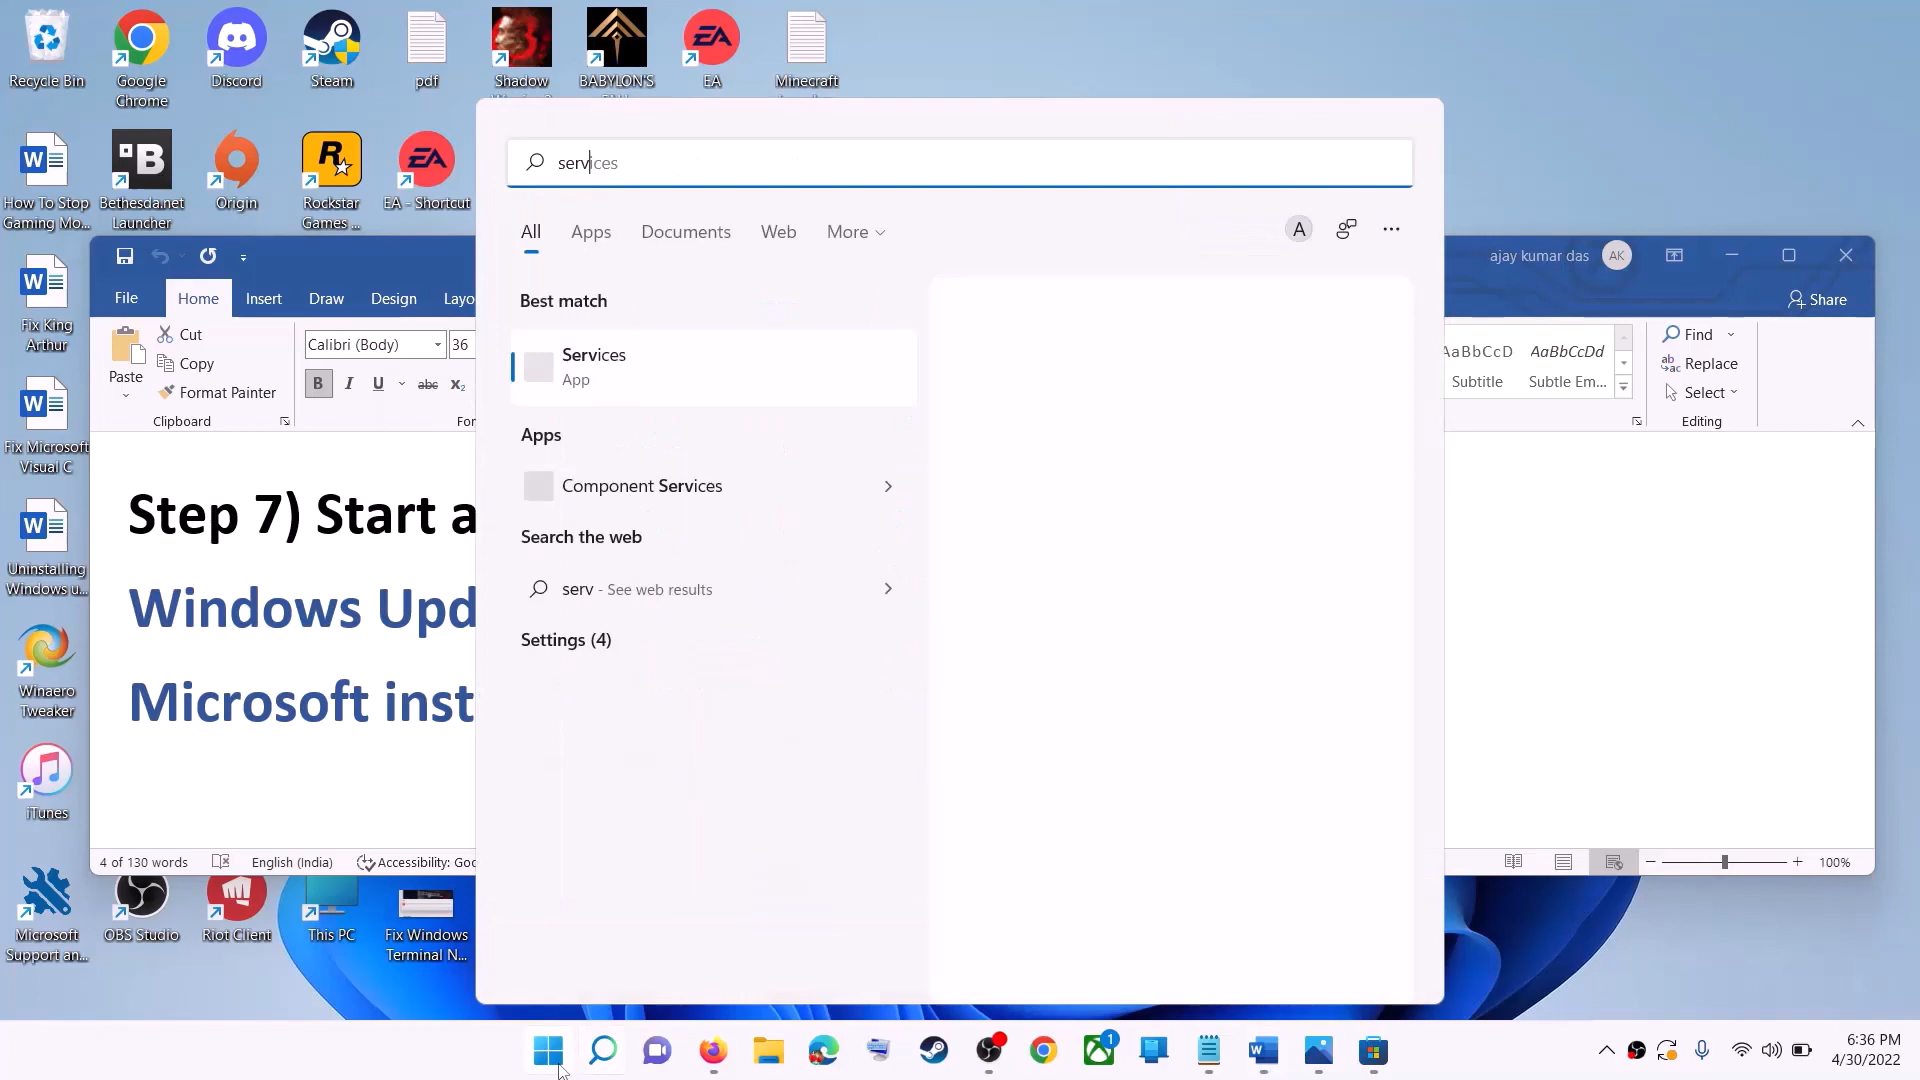 Recycle Bin
Google
Chrome
Discord
Steam
pdf
Shadow
BABYLON'S
EA
Minecraft
How To Stop
Gaming Mo...
Bethesda.net
Launcher
Origin
Rockstar
Games ...
EA - Shortcut
Fix King
Arthur
Fix Microsoft
Visual C
Uninstalling
Windows u...
Winaero
Tweaker
iTunes
Microsoft
Support an...
OBS Studio
Riot Client
This PC
Fix Windows
Terminal N...
services
All
Apps
Documents
Web
More
A
Best match
Services
App
Apps
Component Services
Search the web
serv - See web results
Settings (4)
ajay kumar das
AK
File
Home
Insert
Draw
Design
Layo
Share
Paste
Cut
Copy
Format Painter
Clipboard
Calibri (Body)
36
B I U abc x₂
For
AaBbCcD
AaBbCcDd
Subtitle
Subtle Em...
Find
Replace
Select
Editing
Step 7) Start a
Windows Upd
Microsoft inst
4 of 130 words
English (India)
Accessibility: Goo
100%
1
6:36 PM
4/30/2022